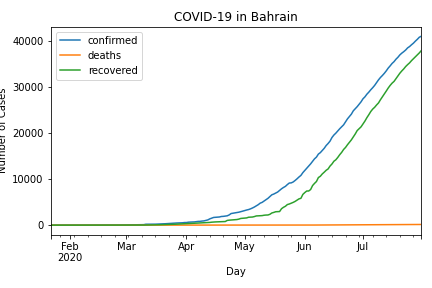 COVID-19 in Bahrain
confirmed
deaths
recovered
40000
30000
20000
10000
0
Number of Cases
Feb
2020
Mar
Apr
May
Jun
Jul
Day